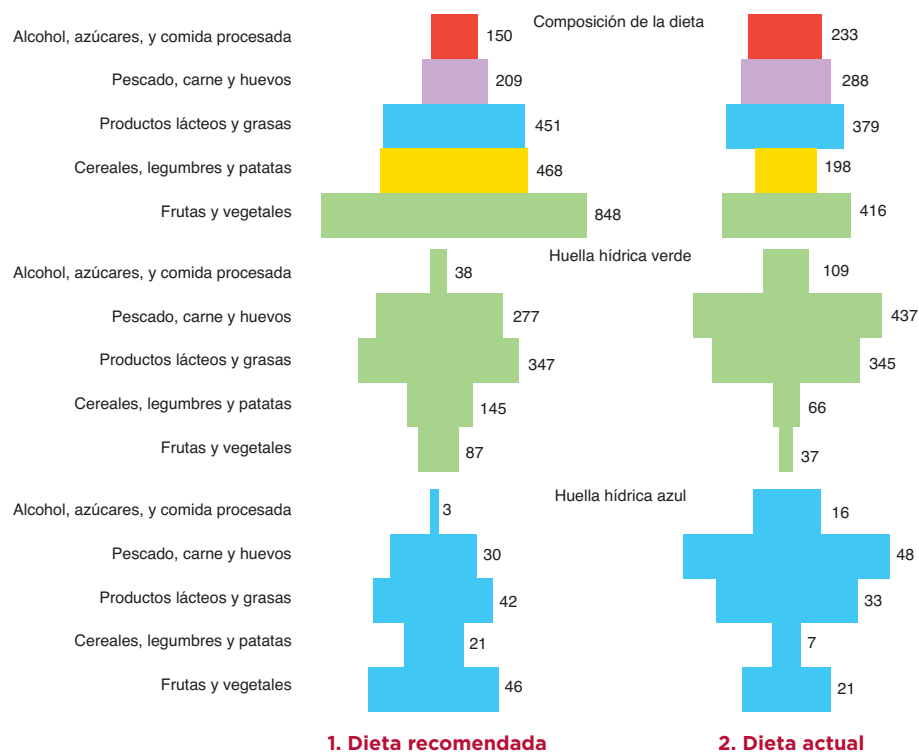 Composición de la dieta
Alcohol, azúcares, y comida procesada 150 233
Pescado, carne y huevos 209 288
Productos lácteos y grasas 451 379
Cereales, legumbres y patatas 468 198
Frutas y vegetales 848 416
Huella hídrica verde
Alcohol, azúcares, y comida procesada 38 109
Pescado, carne y huevos 277 437
Productos lácteos y grasas 347 345
Cereales, legumbres y patatas 145 66
Frutas y vegetales 87 37
Huella hídrica azul
Alcohol, azúcares, y comida procesada 3 16
Pescado, carne y huevos 30 48
Productos lácteos y grasas 42 33
Cereales, legumbres y patatas 21 7
Frutas y vegetales 46 21
1. Dieta recomendada 2. Dieta actual